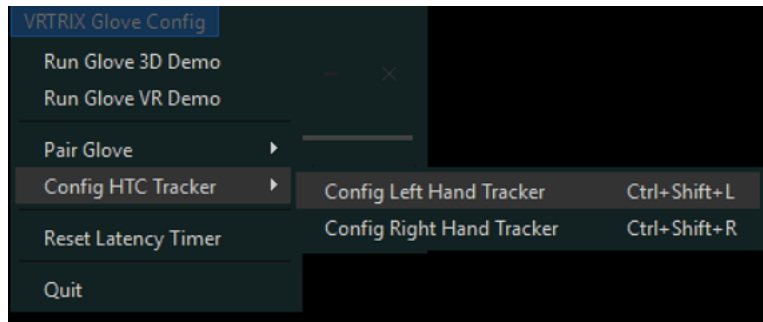 VRTRIX Glove Config
Run Glove 3D Demo
Run Glove VR Demo
Pair Glove
Config HTC Tracker
Config Left Hand Tracker Ctrl+Shift+L
Config Right Hand Tracker Ctrl+Shift+R
Reset Latency Timer
Quit